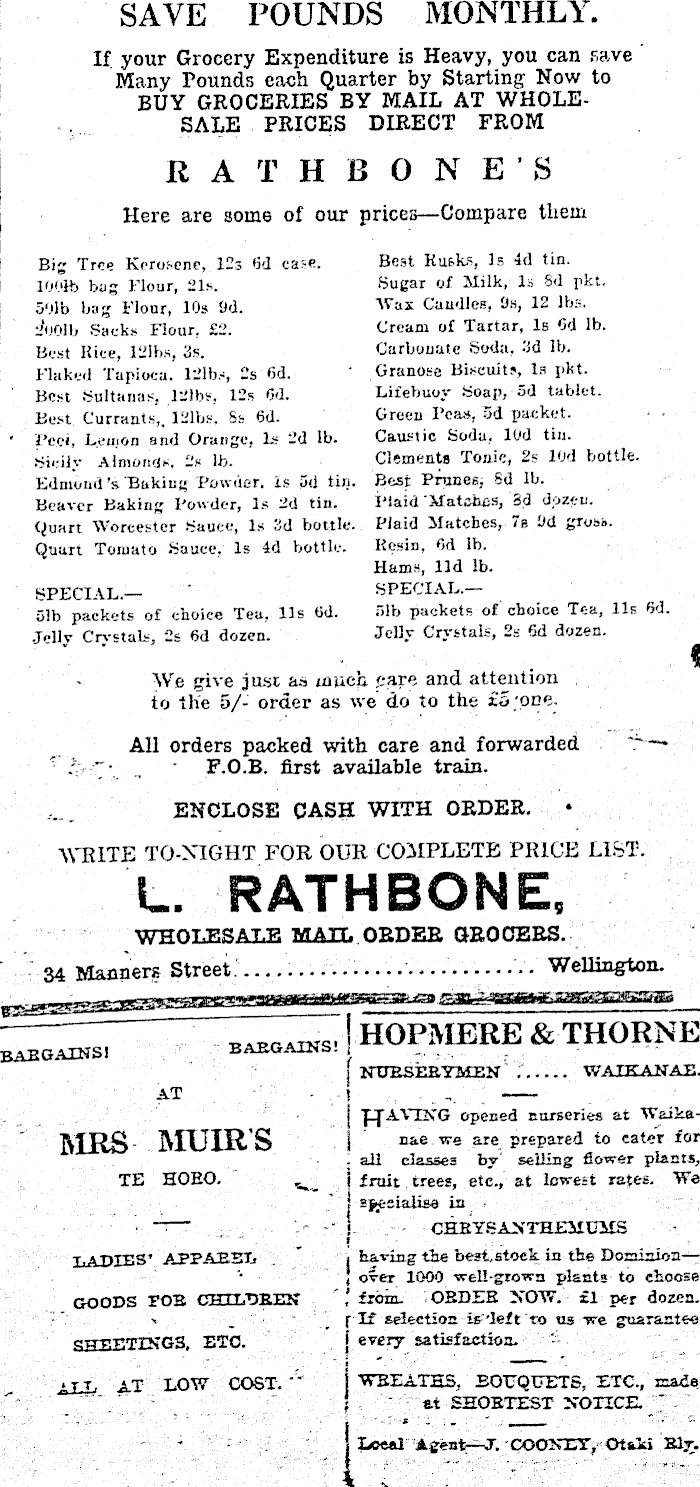 SAVE POUNDS MONTHLY.
If your Grocery Expenditure is Heavy, you can save
Many Pounds each Quarter by Starting Now to
BUY GROCERIES BY MAIL AT WHOLE-
SALE PRICES DIRECT FROM
RATHBONE'S
Here are some of our prices—Compare them
Big Tree Kerosene, 12s 6d case.
100lb bag Flour, 21s.
50lb bag Flour, 10s 9d.
200lb Sacks Flour, £2.
Best Rice, 12lbs, 3s.
Flaked Tapioca. 12lbs, 2s 6d.
Best Sultanas, 12lbs, 12s 6d.
Best Currants, 12lbs. 8s 6d.
Peel, Lemon and Orange, 1s 2d lb.
Sicily Almonds, 2s lb.
Edmond's Baking Powder, 1s 5d tin.
Beaver Baking Powder, 1s 2d tin.
Quart Worcester Sauce, 1s 3d bottle.
Quart Tomato Sauce, 1s 4d bottle.
SPECIAL.—
5lb packets of choice Tea, 11s 6d.
Jelly Crystals, 2s 6d dozen.
Best Rusks, 1s 4d tin.
Sugar of Milk, 1s 8d pkt.
Wax Candles, 9s, 12 lbs.
Cream of Tartar, 1s 6d lb.
Carbonate Soda, 3d lb.
Granose Biscuits, 1s pkt.
Lifebuoy Soap, 5d tablet.
Green Peas, 5d packet.
Caustic Soda, 10d tin.
Clements Tonic, 2s 10d bottle.
Best Prunes, 8d lb.
Plaid Matches, 8d dozen.
Plaid Matches, 7s 9d gross.
Resin, 6d lb.
Hams, 11d lb.
SPECIAL.—
5lb packets of choice Tea, 11s 6d.
Jelly Crystals, 2s 6d dozen.
We give just as much care and attention
to the 5/- order as we do to the £5 one.
All orders packed with care and forwarded
F.O.B. first available train.
ENCLOSE CASH WITH ORDER.
WRITE TO-NIGHT FOR OUR COMPLETE PRICE LIST.
L. RATHBONE,
WHOLESALE MAIL ORDER GROCERS.
34 Manners Street ............................ Wellington.
BARGAINS! BARGAINS!
AT
MRS MUIR'S
TE HORO.
LADIES' APPAREL
GOODS FOR CHILDREN
SHEETINGS, ETC.
ALL AT LOW COST.
HOPMERE & THORNE
NURSERYMEN ...... WAIKANAE.
HAVING opened nurseries at Waika-
nae we are prepared to cater for
all classes by selling flower plants,
fruit trees, etc., at lowest rates. We
specialise in
CHRYSANTHEMUMS
having the best stock in the Dominion—
over 1000 well-grown plants to choose
from. ORDER NOW. £1 per dozen.
If selection is left to us we guarantee
every satisfaction.
WREATHS, BOUQUETS, ETC., made
at SHORTEST NOTICE.
Local Agent—J. COONEY, Otaki Rly.